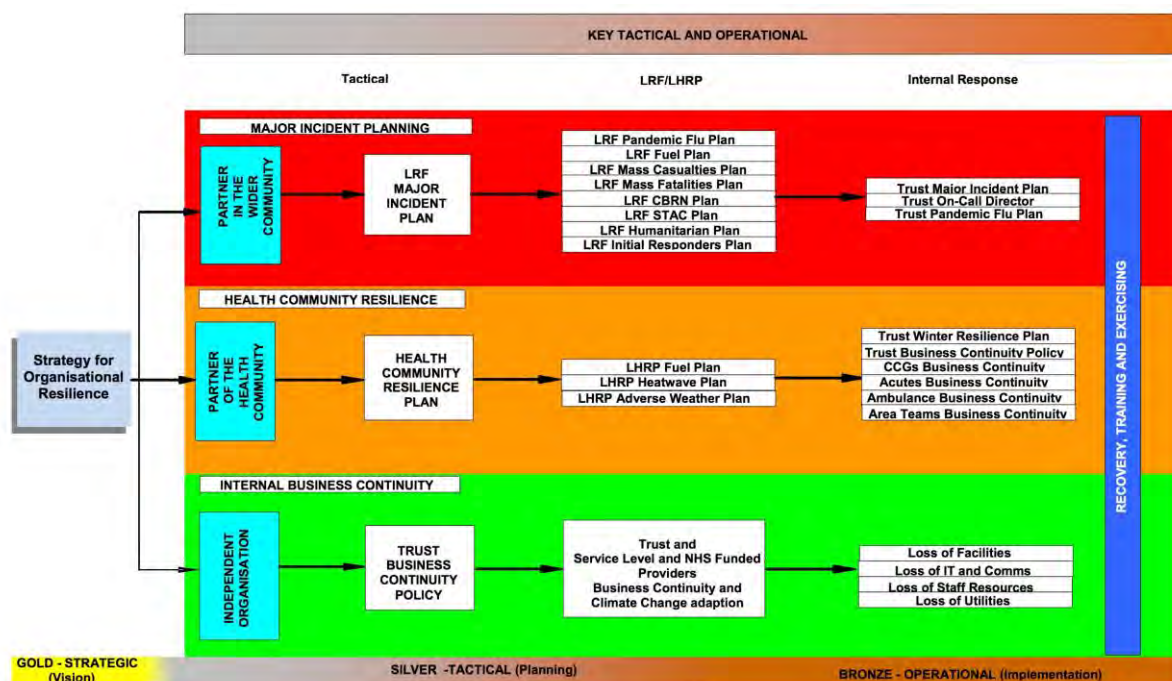 KEY TACTICAL AND OPERATIONAL
Tactical
LRF/LHRP
Internal Response
MAJOR INCIDENT PLANNING
PARTNER
IN THE
WIDER
COMMUNITY
LRF
MAJOR
INCIDENT
PLAN
LRF Pandemic Flu Plan
LRF Fuel Plan
LRF Mass Casualties Plan
LRF Mass Fatalities Plan
LRF CBRN Plan
LRF STAC Plan
LRF Humanitarian Plan
LRF Initial Responders Plan
Trust Major Incident Plan
Trust On-Call Director
Trust Pandemic Flu Plan
HEALTH COMMUNITY RESILIENCE
Strategy for
Organisational
Resilience
PARTNER
OF THE
HEALTH
COMMUNITY
HEALTH
COMMUNITY
RESILIENCE
PLAN
LHRP Fuel Plan
LHRP Heatwave Plan
LHRP Adverse Weather Plan
Trust Winter Resilience Plan
Trust Business Continuity Policy
CCGs Business Continuity
Acutes Business Continuity
Ambulance Business Continuity
Area Teams Business Continuity
INTERNAL BUSINESS CONTINUITY
INDEPENDENT
ORGANISATION
TRUST
BUSINESS
CONTINUITY
POLICY
Trust and
Service Level and NHS Funded
Providers
Business Continuity and
Climate Change adaption
Loss of Facilities
Loss of IT and Comms
Loss of Staff Resources
Loss of Utilities
RECOVERY, TRAINING AND EXERCISING
GOLD - STRATEGIC
(Vision)
SILVER -TACTICAL (Planning)
BRONZE - OPERATIONAL (Implementation)